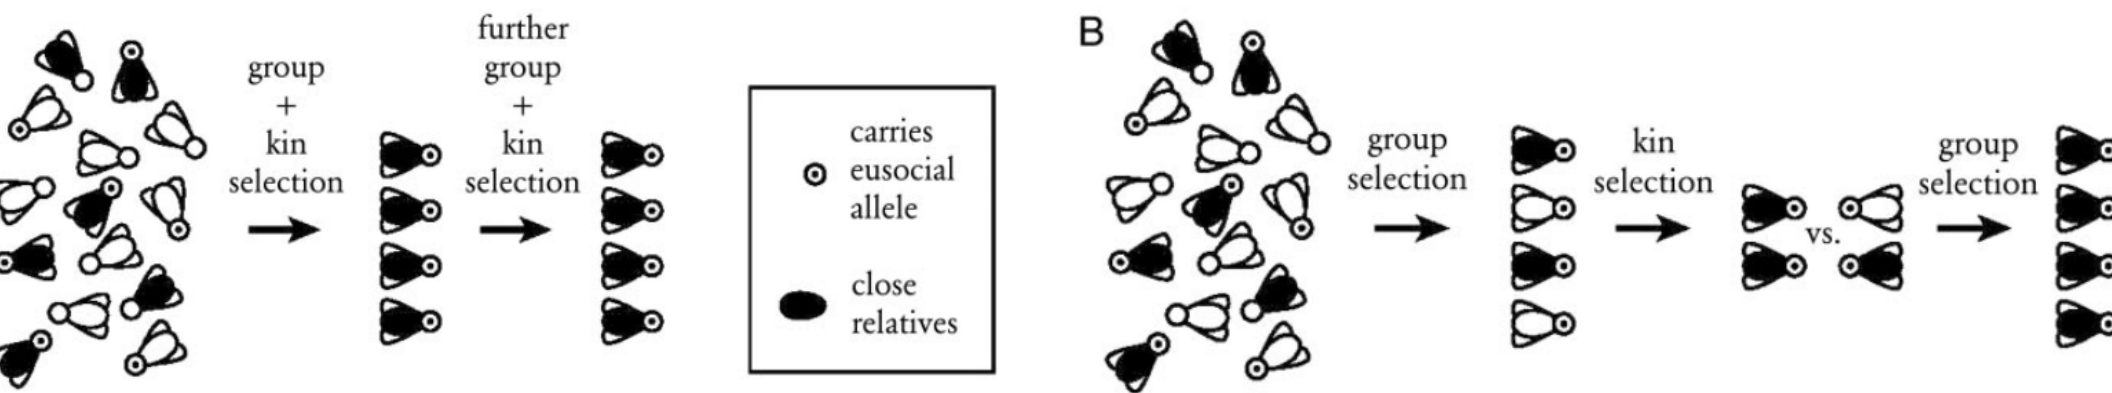 group
+
kin
selection
further
group
+
kin
selection
carries
eusocial
allele
close
relatives
B
group
selection
kin
selection
vs.
group
selection